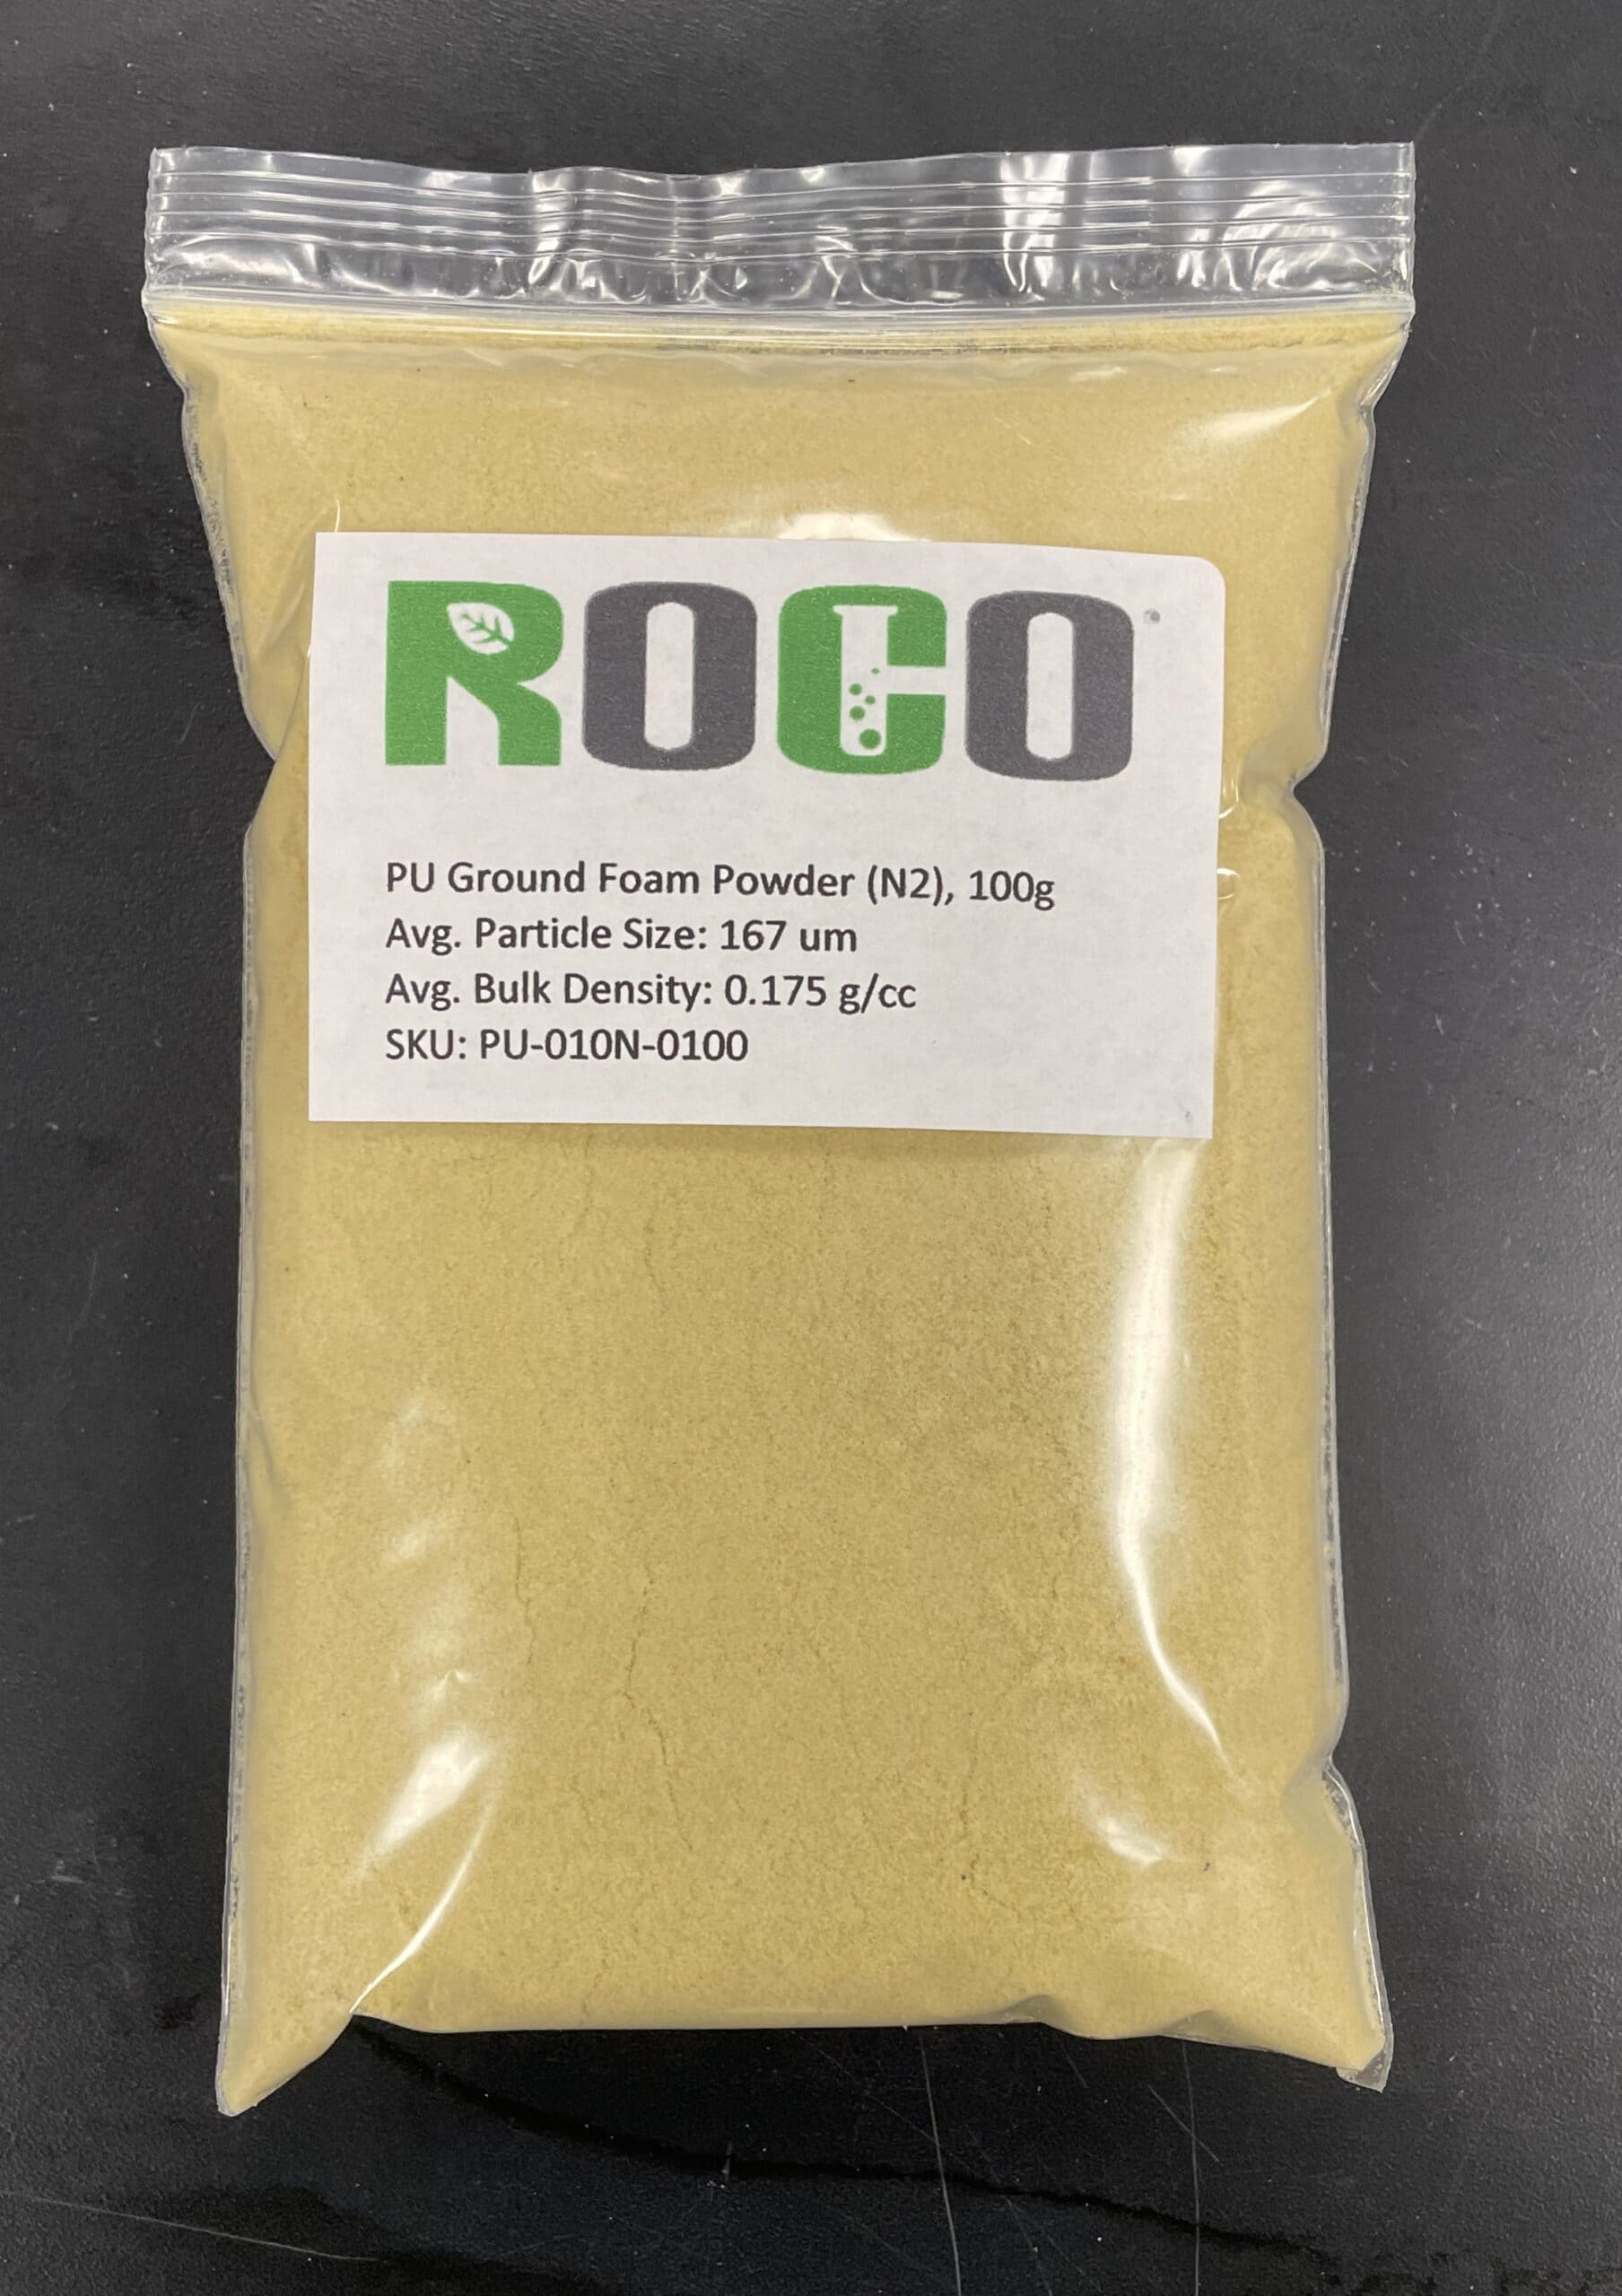 ROCO
PU Ground Foam Powder (N2), 100g
Avg. Particle Size: 167 um
Avg. Bulk Density: 0.175 g/cc
SKU: PU-010N-0100